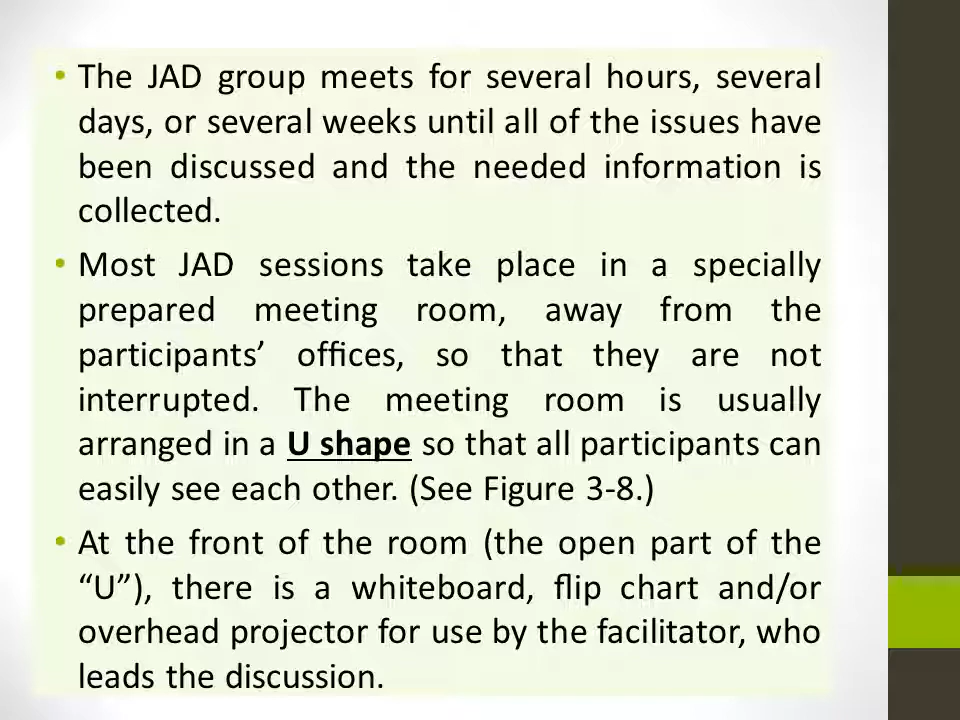 • The JAD group meets for several hours, several
days, or several weeks until all of the issues have
been discussed and the needed information is
collected.
• Most JAD sessions take place in a specially
prepared meeting room, away from the
participants’ offices, so that they are not
interrupted. The meeting room is usually
arranged in a U shape so that all participants can
easily see each other. (See Figure 3-8.)
• At the front of the room (the open part of the
“U”), there is a whiteboard, flip chart and/or
overhead projector for use by the facilitator, who
leads the discussion.